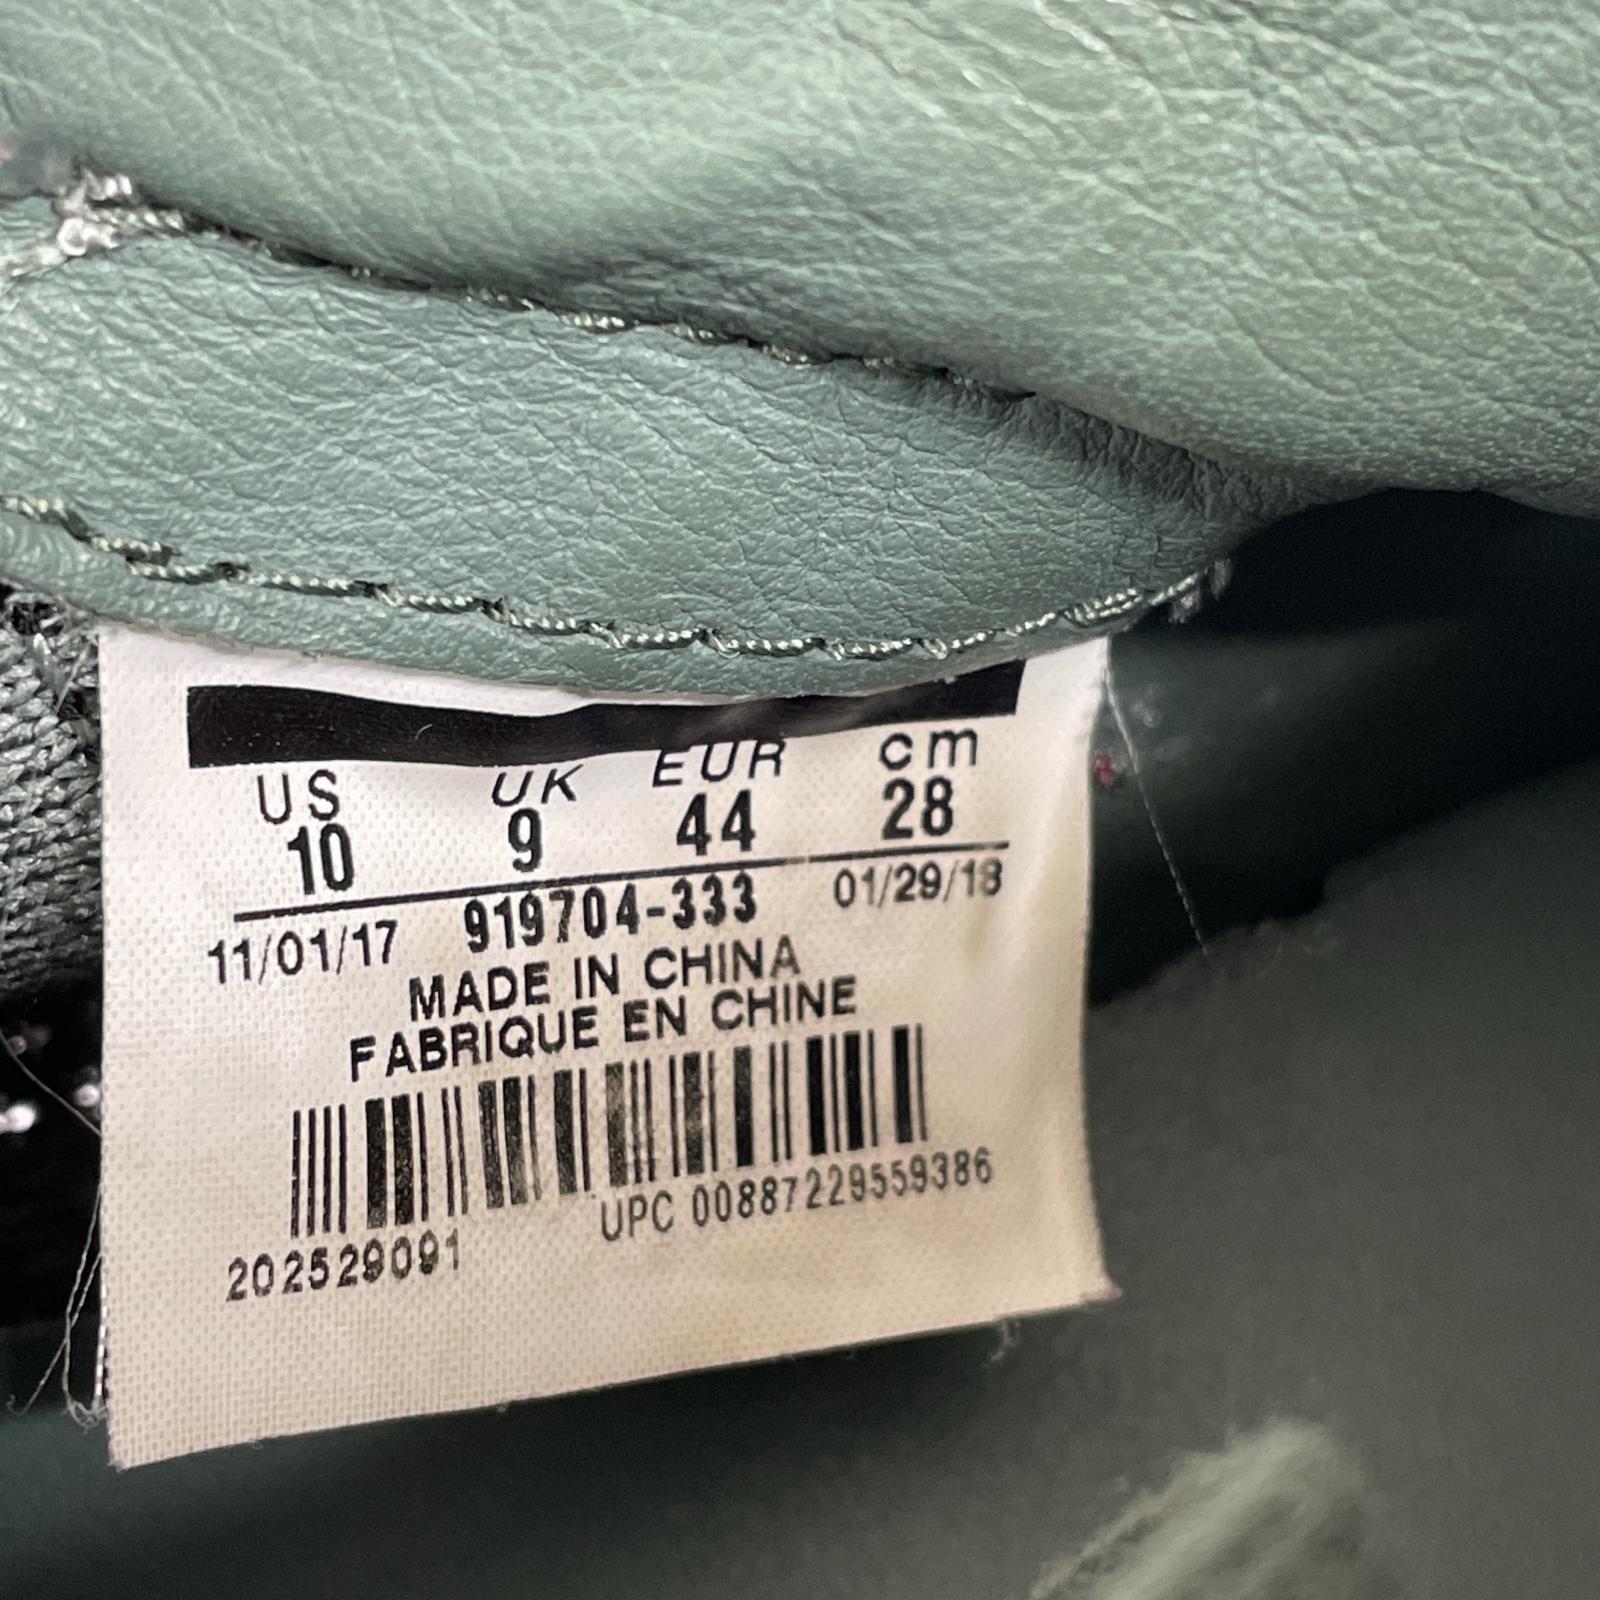 US UK EUR cm
10 9 44 28
11/01/17 919704-333 01/29/18
MADE IN CHINA
FABRIQUE EN CHINE
202529091 UPC 00887229559386